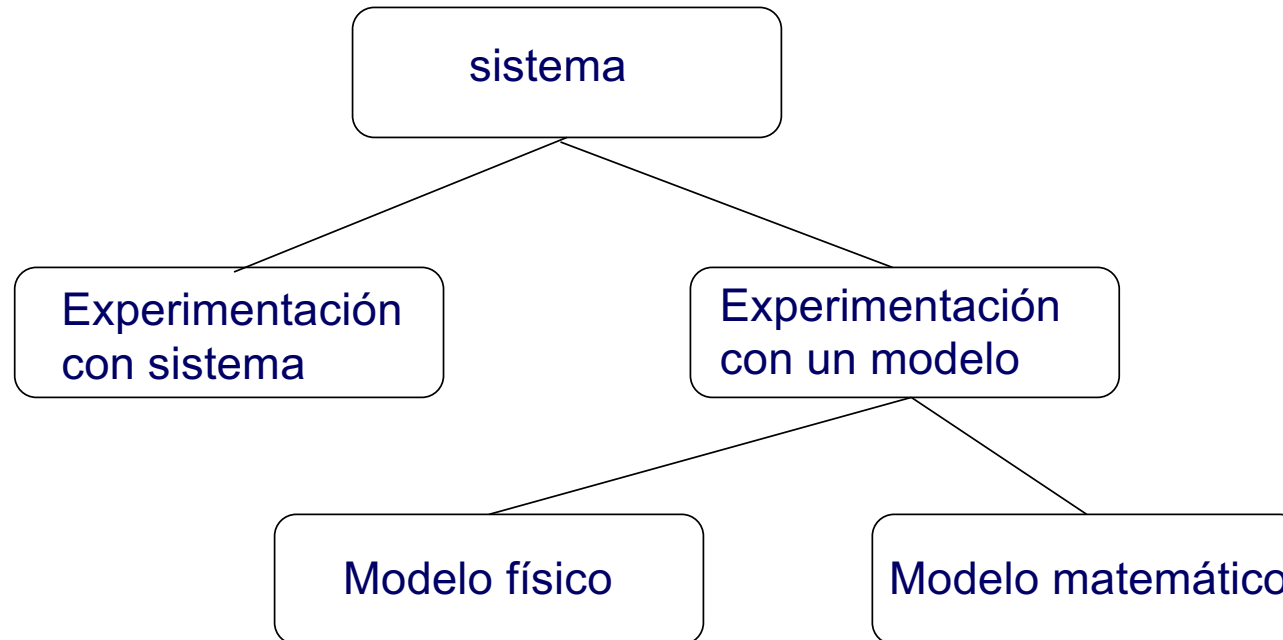 sistema
Experimentación
con sistema
Experimentación
con un modelo
Modelo físico
Modelo matemático